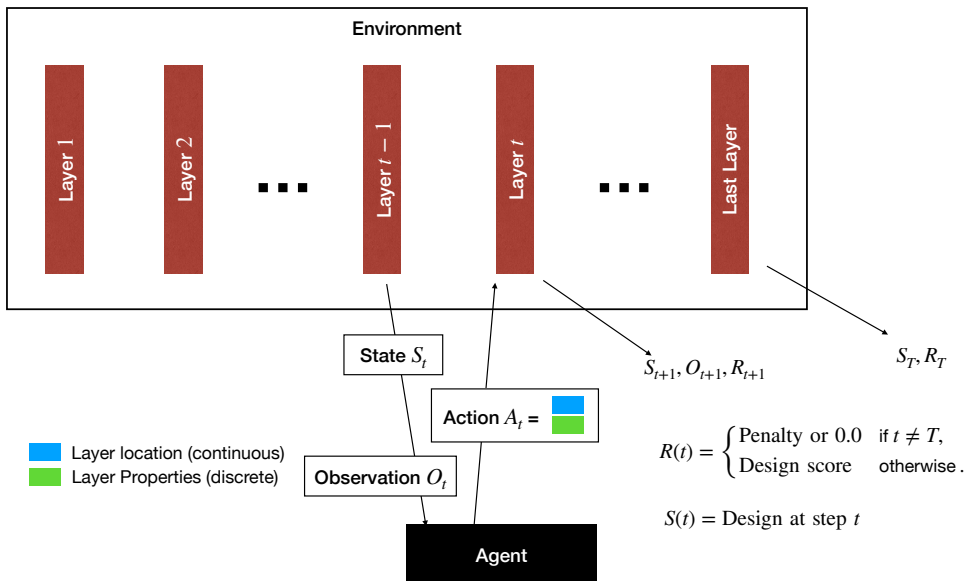 Environment
Layer 1
Layer 2
Layer t − 1
Layer t
Last Layer
State S_t
S_{t+1}, O_{t+1}, R_{t+1}
S_T, R_T
Action A_t =
Layer location (continuous)
Layer Properties (discrete)
Observation O_t
R(t) = { Penalty or 0.0 if t ≠ T,
Design score otherwise .
S(t) = Design at step t
Agent